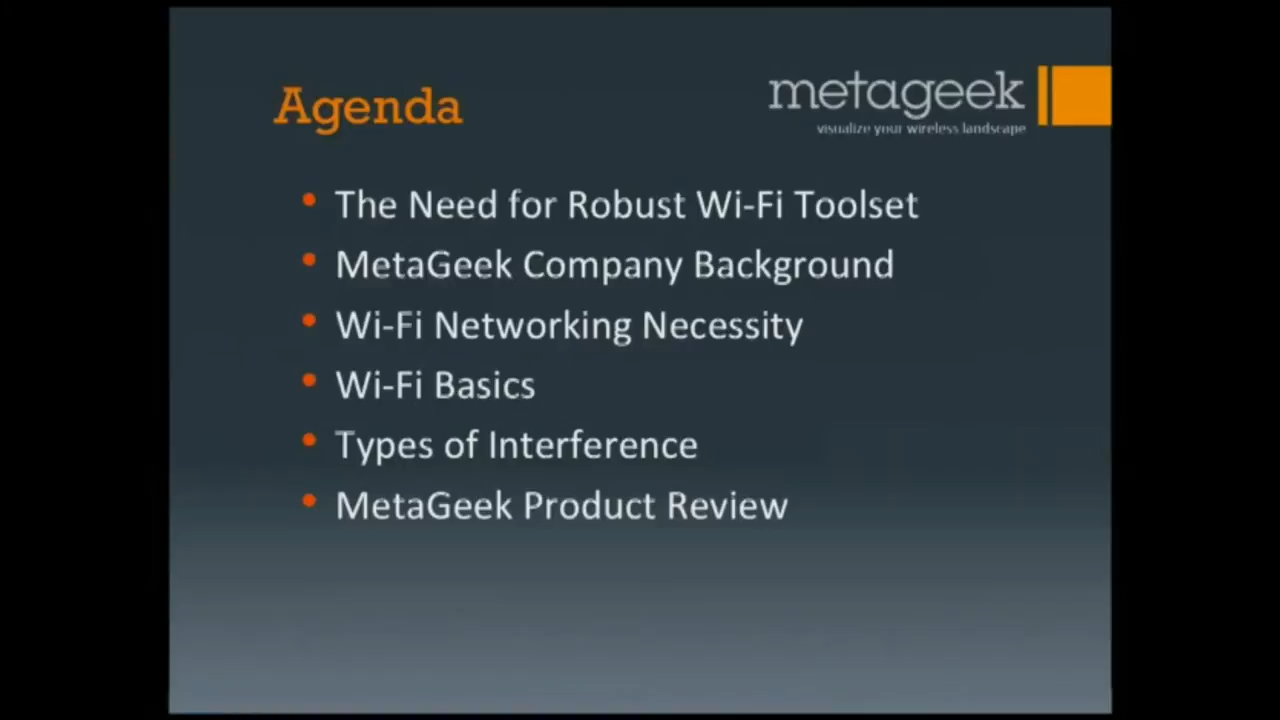 Agenda
metageek
visualize your wireless landscape
• The Need for Robust Wi-Fi Toolset
• MetaGeek Company Background
• Wi-Fi Networking Necessity
• Wi-Fi Basics
• Types of Interference
• MetaGeek Product Review